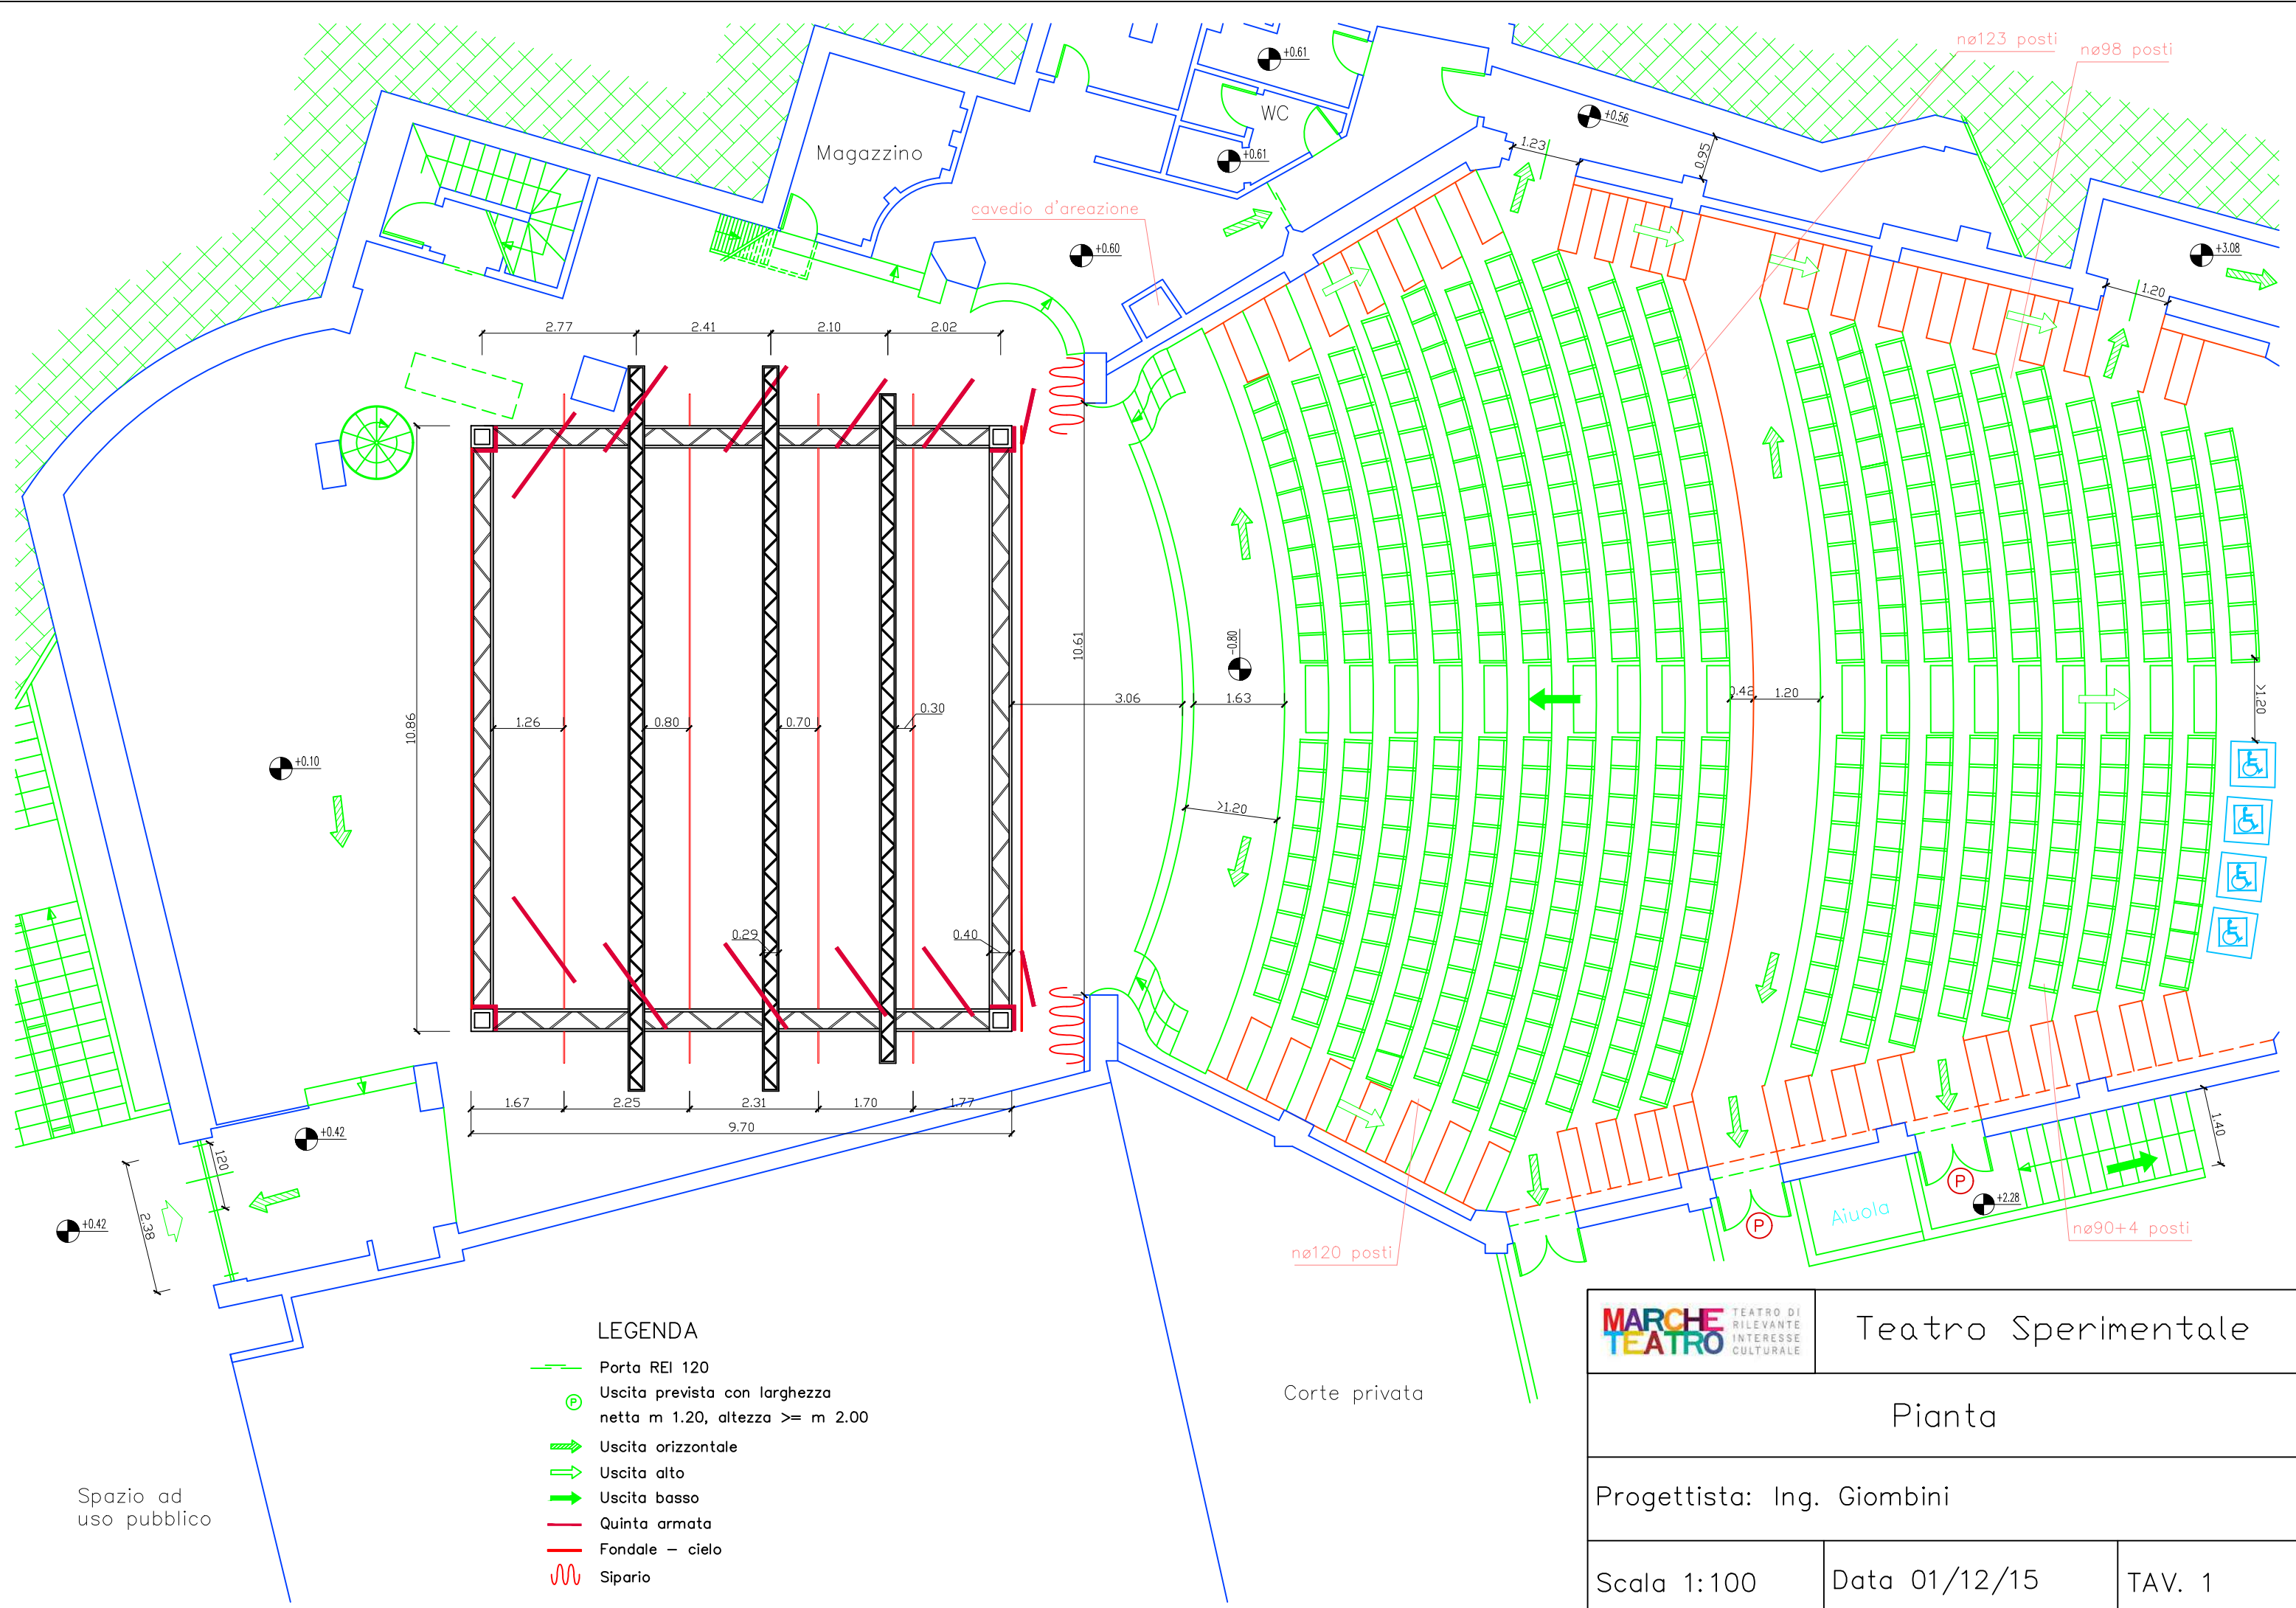 nø123 posti
nø98 posti
+0.61
WC
+0.61
+0.56
1.23
0.95
Magazzino
cavedio d'areazione
+0.60
+3.08
1.20
2.77
2.41
2.10
2.02
10.86
10.61
-0.80
1.26
0.80
0.70
0.30
3.06
1.63
0.42
1.20
>1.20
>1.20
+0.10
0.29
0.40
1.67
2.25
2.31
1.70
1.77
9.70
+0.42
120
2.38
+0.42
P
P
+2.28
140
Aiuola
nø90+4 posti
nø120 posti
LEGENDA
Porta REI 120
P
Uscita prevista con larghezza
netta m 1.20, altezza >= m 2.00
Uscita orizzontale
Uscita alto
Uscita basso
Quinta armata
Fondale – cielo
Sipario
Corte privata
Spazio ad
uso pubblico
MARCHE
TEATRO
TEATRO DI
RILEVANTE
INTERESSE
CULTURALE
Teatro Sperimentale
Pianta
Progettista: Ing. Giombini
Scala 1:100
Data 01/12/15
TAV. 1